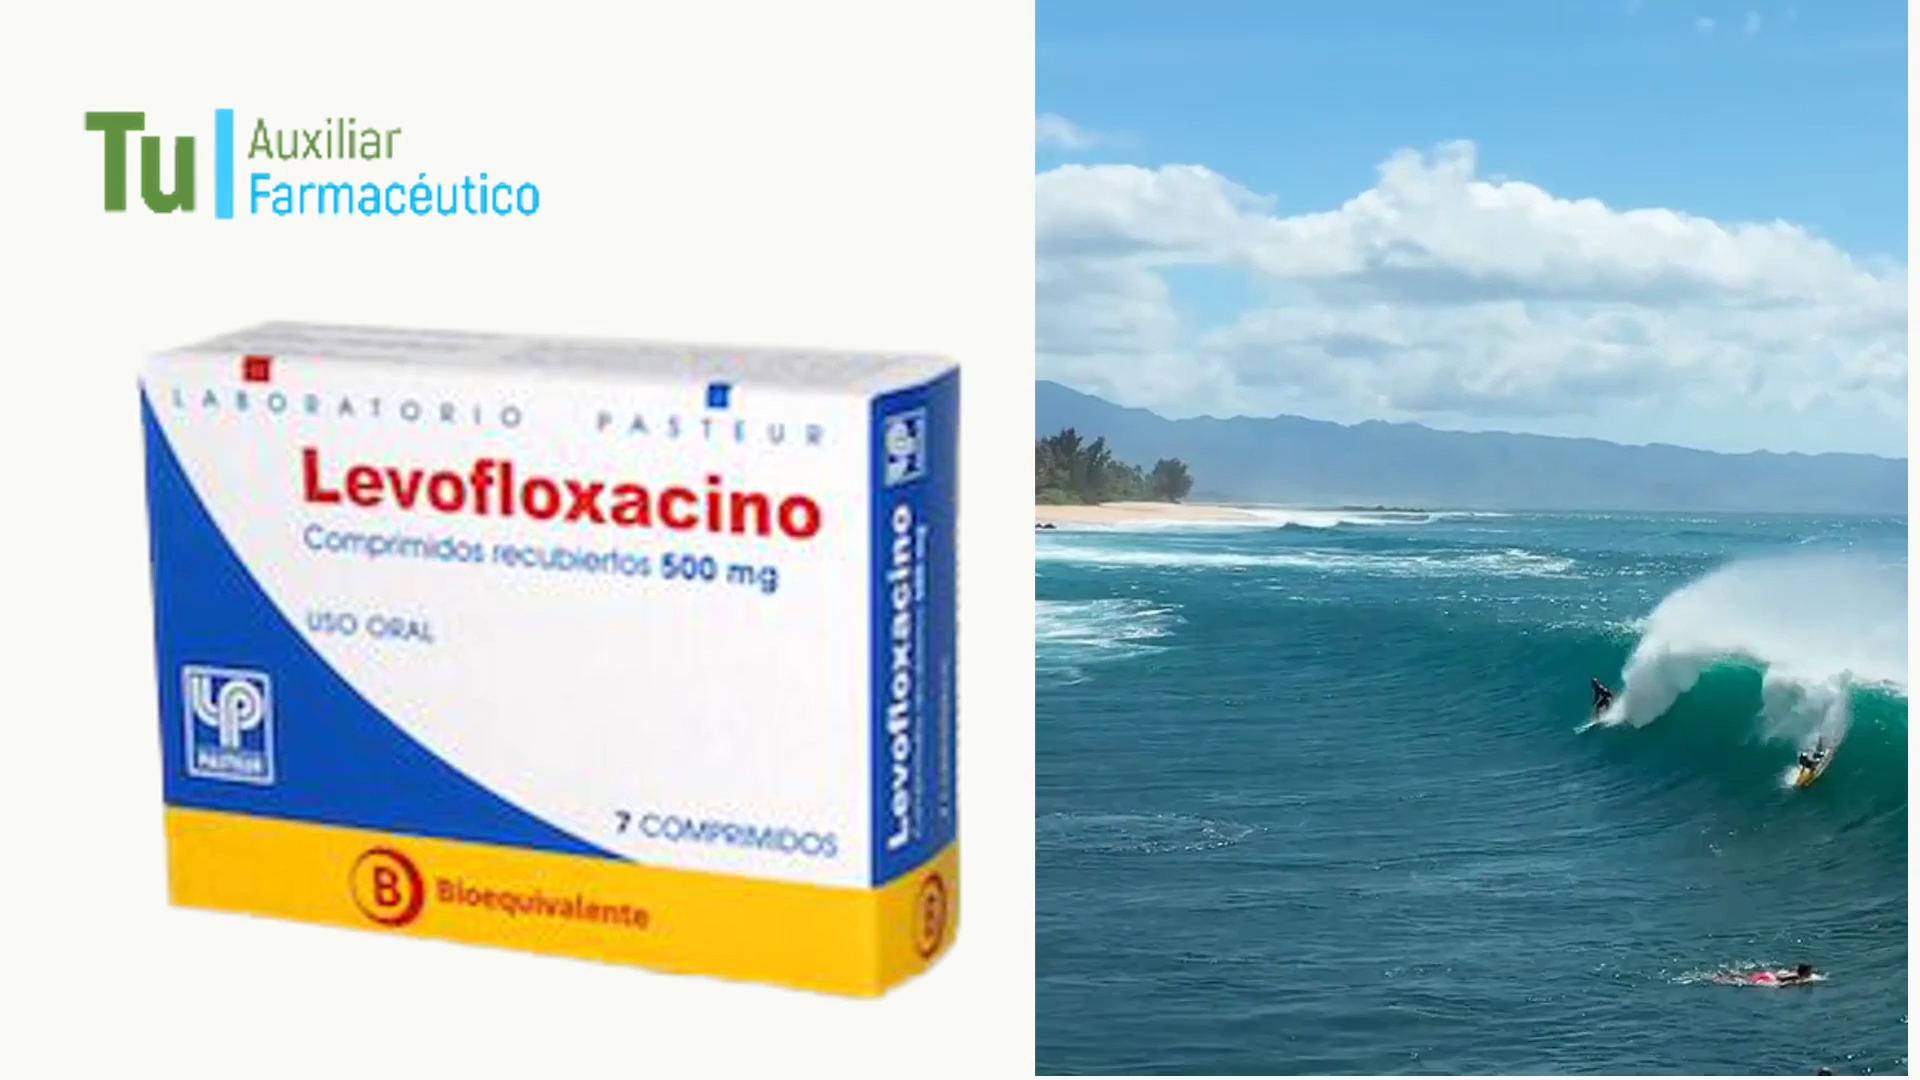 Tu Auxiliar
Farmacéutico
LABORATORIO PASTEUR
Levofloxacino
Comprimidos recubiertos 500 mg
USO ORAL
LP
PASTEUR
7 COMPRIMIDOS
B Bioequivalente
Levofloxacino
B